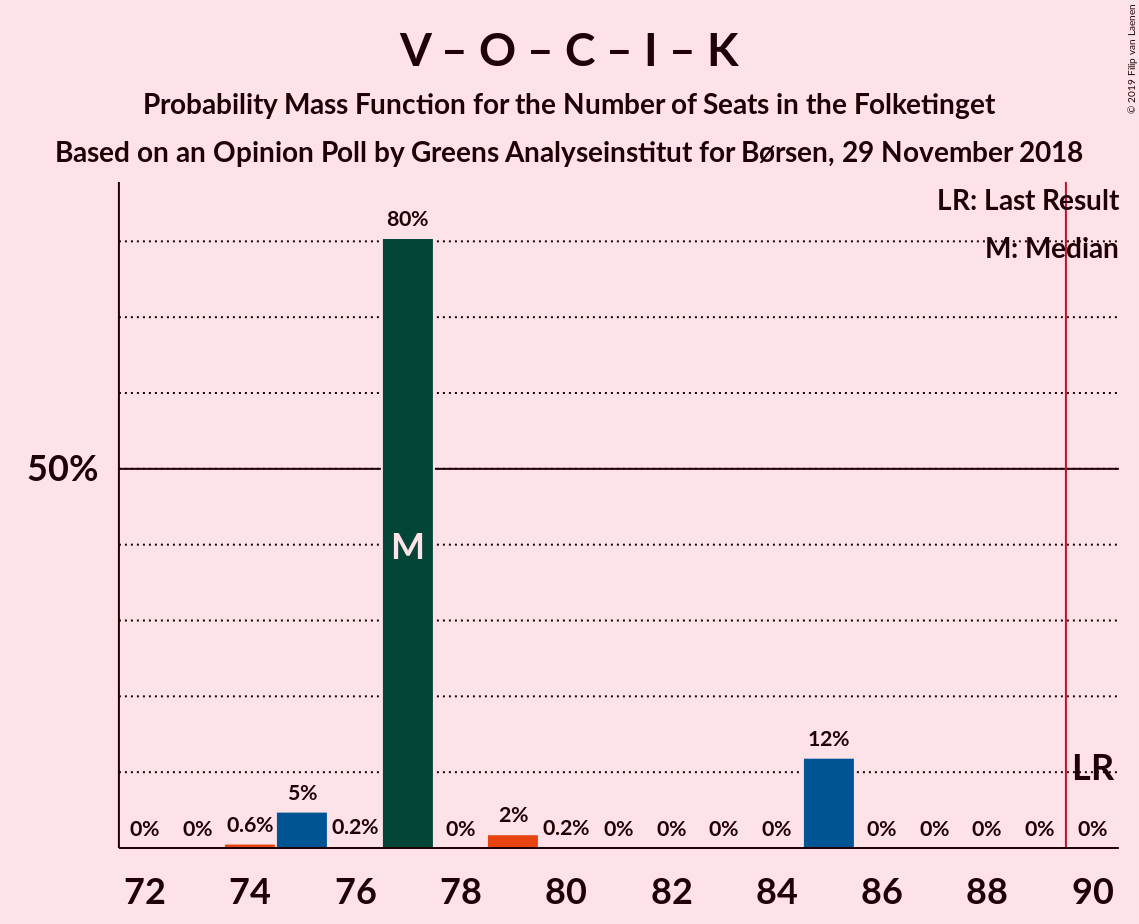 V – O – C – I – K
Probability Mass Function for the Number of Seats in the Folketinget
Based on an Opinion Poll by Greens Analyseinstitut for Børsen, 29 November 2018
© 2019 Filip van Laenen
LR: Last Result
M: Median
80%
50%
M
12%
LR
5%
2%
0% 0% 0.6% 0.2% 0% 0.2% 0% 0% 0% 0% 0% 0% 0% 0% 0%
72 74 76 78 80 82 84 86 88 90